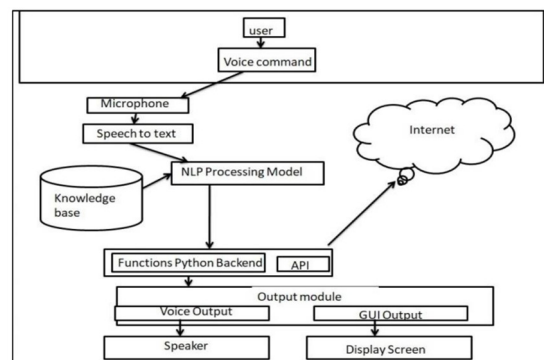 user
Voice command
Microphone
Speech to text
Internet
NLP Processing Model
Knowledge
base
Functions Python Backend
API
Output module
Voice Output
GUI Output
Speaker
Display Screen